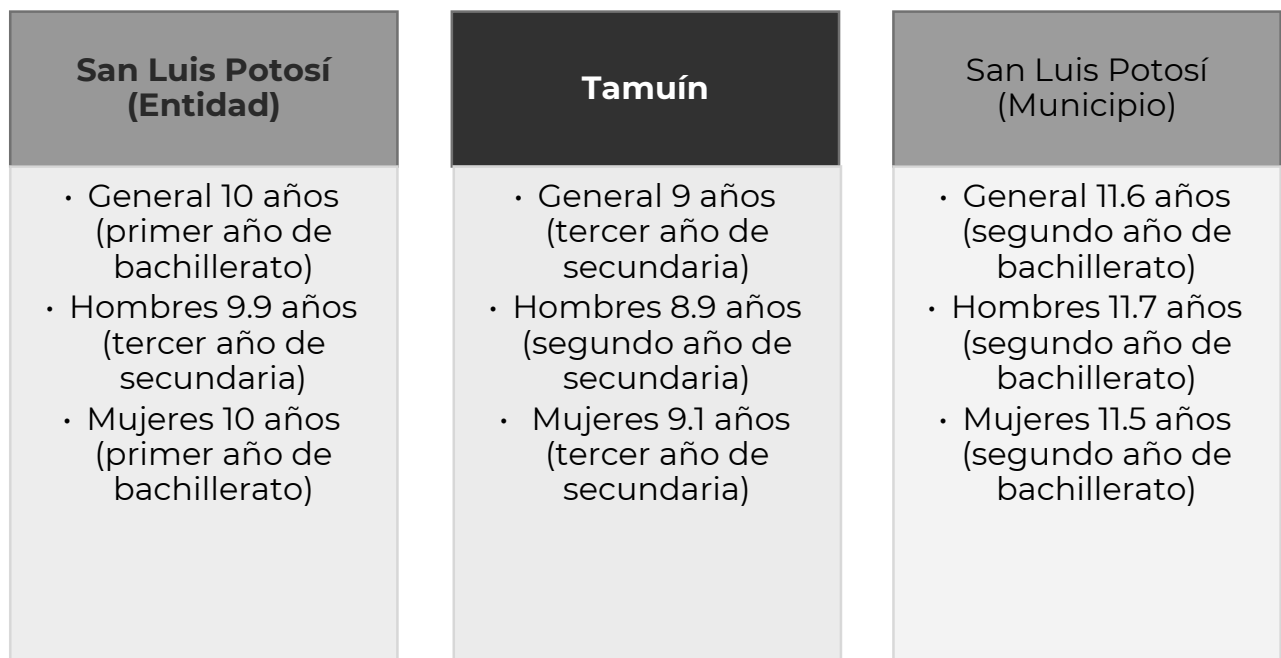 San Luis Potosí
(Entidad)
· General 10 años
(primer año de
bachillerato)
· Hombres 9.9 años
(tercer año de
secundaria)
· Mujeres 10 años
(primer año de
bachillerato)
Tamuín
· General 9 años
(tercer año de
secundaria)
· Hombres 8.9 años
(segundo año de
secundaria)
· Mujeres 9.1 años
(tercer año de
secundaria)
San Luis Potosí
(Municipio)
· General 11.6 años
(segundo año de
bachillerato)
· Hombres 11.7 años
(segundo año de
bachillerato)
· Mujeres 11.5 años
(segundo año de
bachillerato)